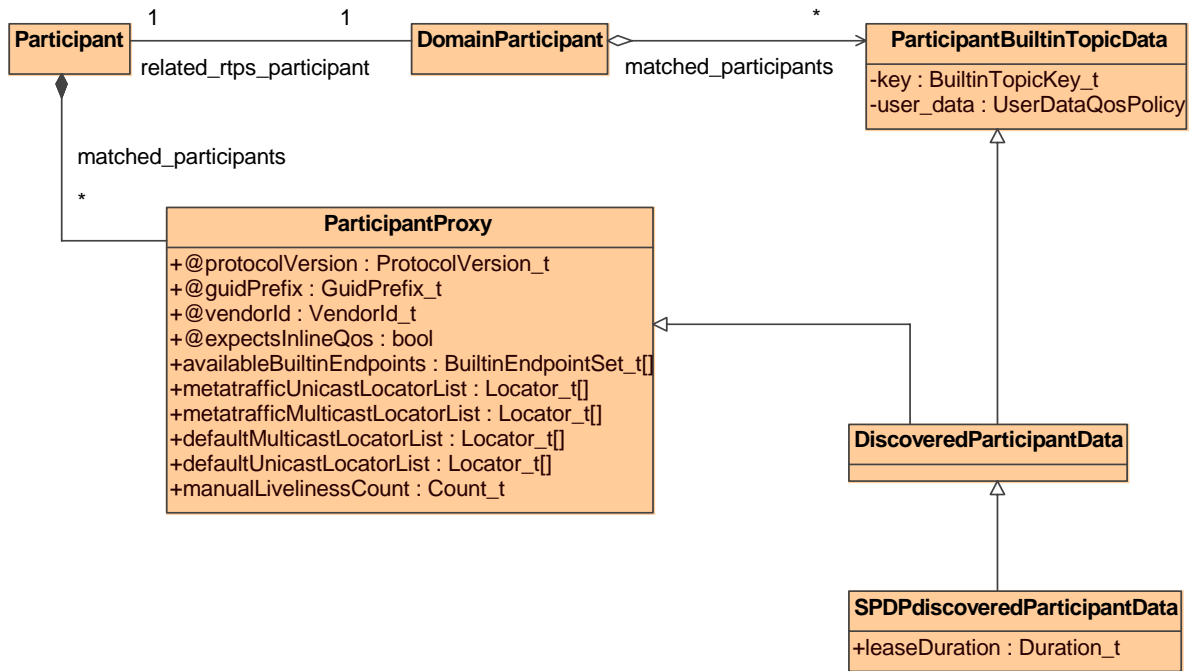 1
1
*
Participant
DomainParticipant
ParticipantBuiltinTopicData
related_rtps_participant
matched_participants
-key : BuiltinTopicKey_t
-user_data : UserDataQosPolicy
matched_participants
*
ParticipantProxy
+@protocolVersion : ProtocolVersion_t
+@guidPrefix : GuidPrefix_t
+@vendorId : VendorId_t
+@expectsInlineQos : bool
+availableBuiltinEndpoints : BuiltinEndpointSet_t[]
+metatrafficUnicastLocatorList : Locator_t[]
+metatrafficMulticastLocatorList : Locator_t[]
+defaultMulticastLocatorList : Locator_t[]
+defaultUnicastLocatorList : Locator_t[]
+manualLivelinessCount : Count_t
DiscoveredParticipantData
SPDPdiscoveredParticipantData
+leaseDuration : Duration_t